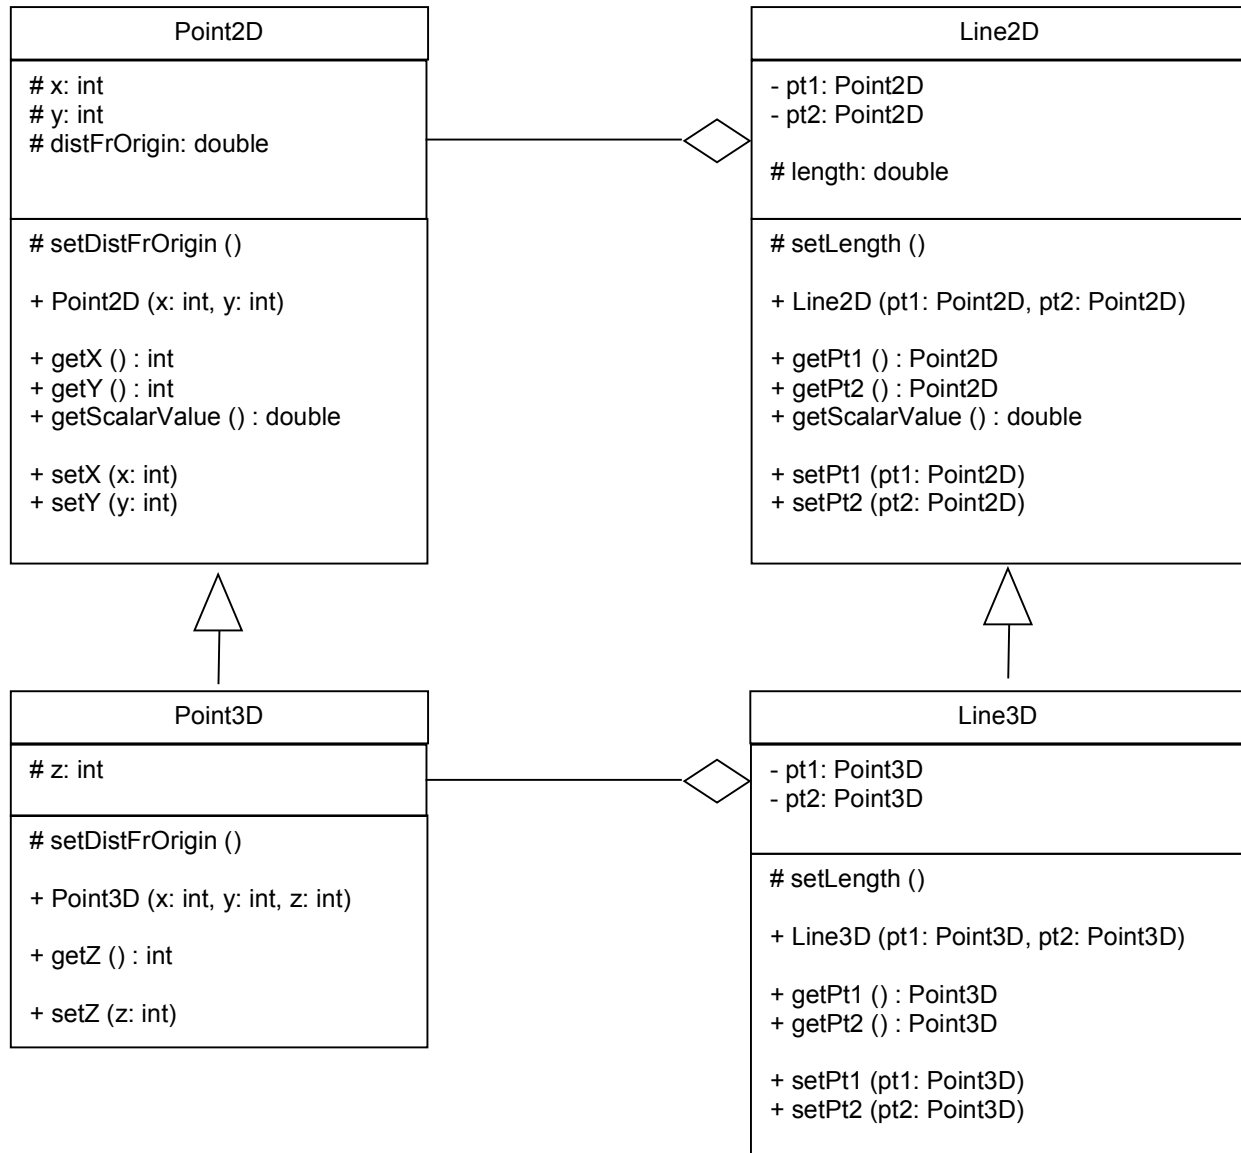 Point2D
# x: int
# y: int
# distFrOrigin: double
# setDistFrOrigin ()
+ Point2D (x: int, y: int)
+ getX () : int
+ getY () : int
+ getScalarValue () : double
+ setX (x: int)
+ setY (y: int)
Line2D
- pt1: Point2D
- pt2: Point2D
# length: double
# setLength ()
+ Line2D (pt1: Point2D, pt2: Point2D)
+ getPt1 () : Point2D
+ getPt2 () : Point2D
+ getScalarValue () : double
+ setPt1 (pt1: Point2D)
+ setPt2 (pt2: Point2D)
Point3D
# z: int
# setDistFrOrigin ()
+ Point3D (x: int, y: int, z: int)
+ getZ () : int
+ setZ (z: int)
Line3D
- pt1: Point3D
- pt2: Point3D
# setLength ()
+ Line3D (pt1: Point3D, pt2: Point3D)
+ getPt1 () : Point3D
+ getPt2 () : Point3D
+ setPt1 (pt1: Point3D)
+ setPt2 (pt2: Point3D)